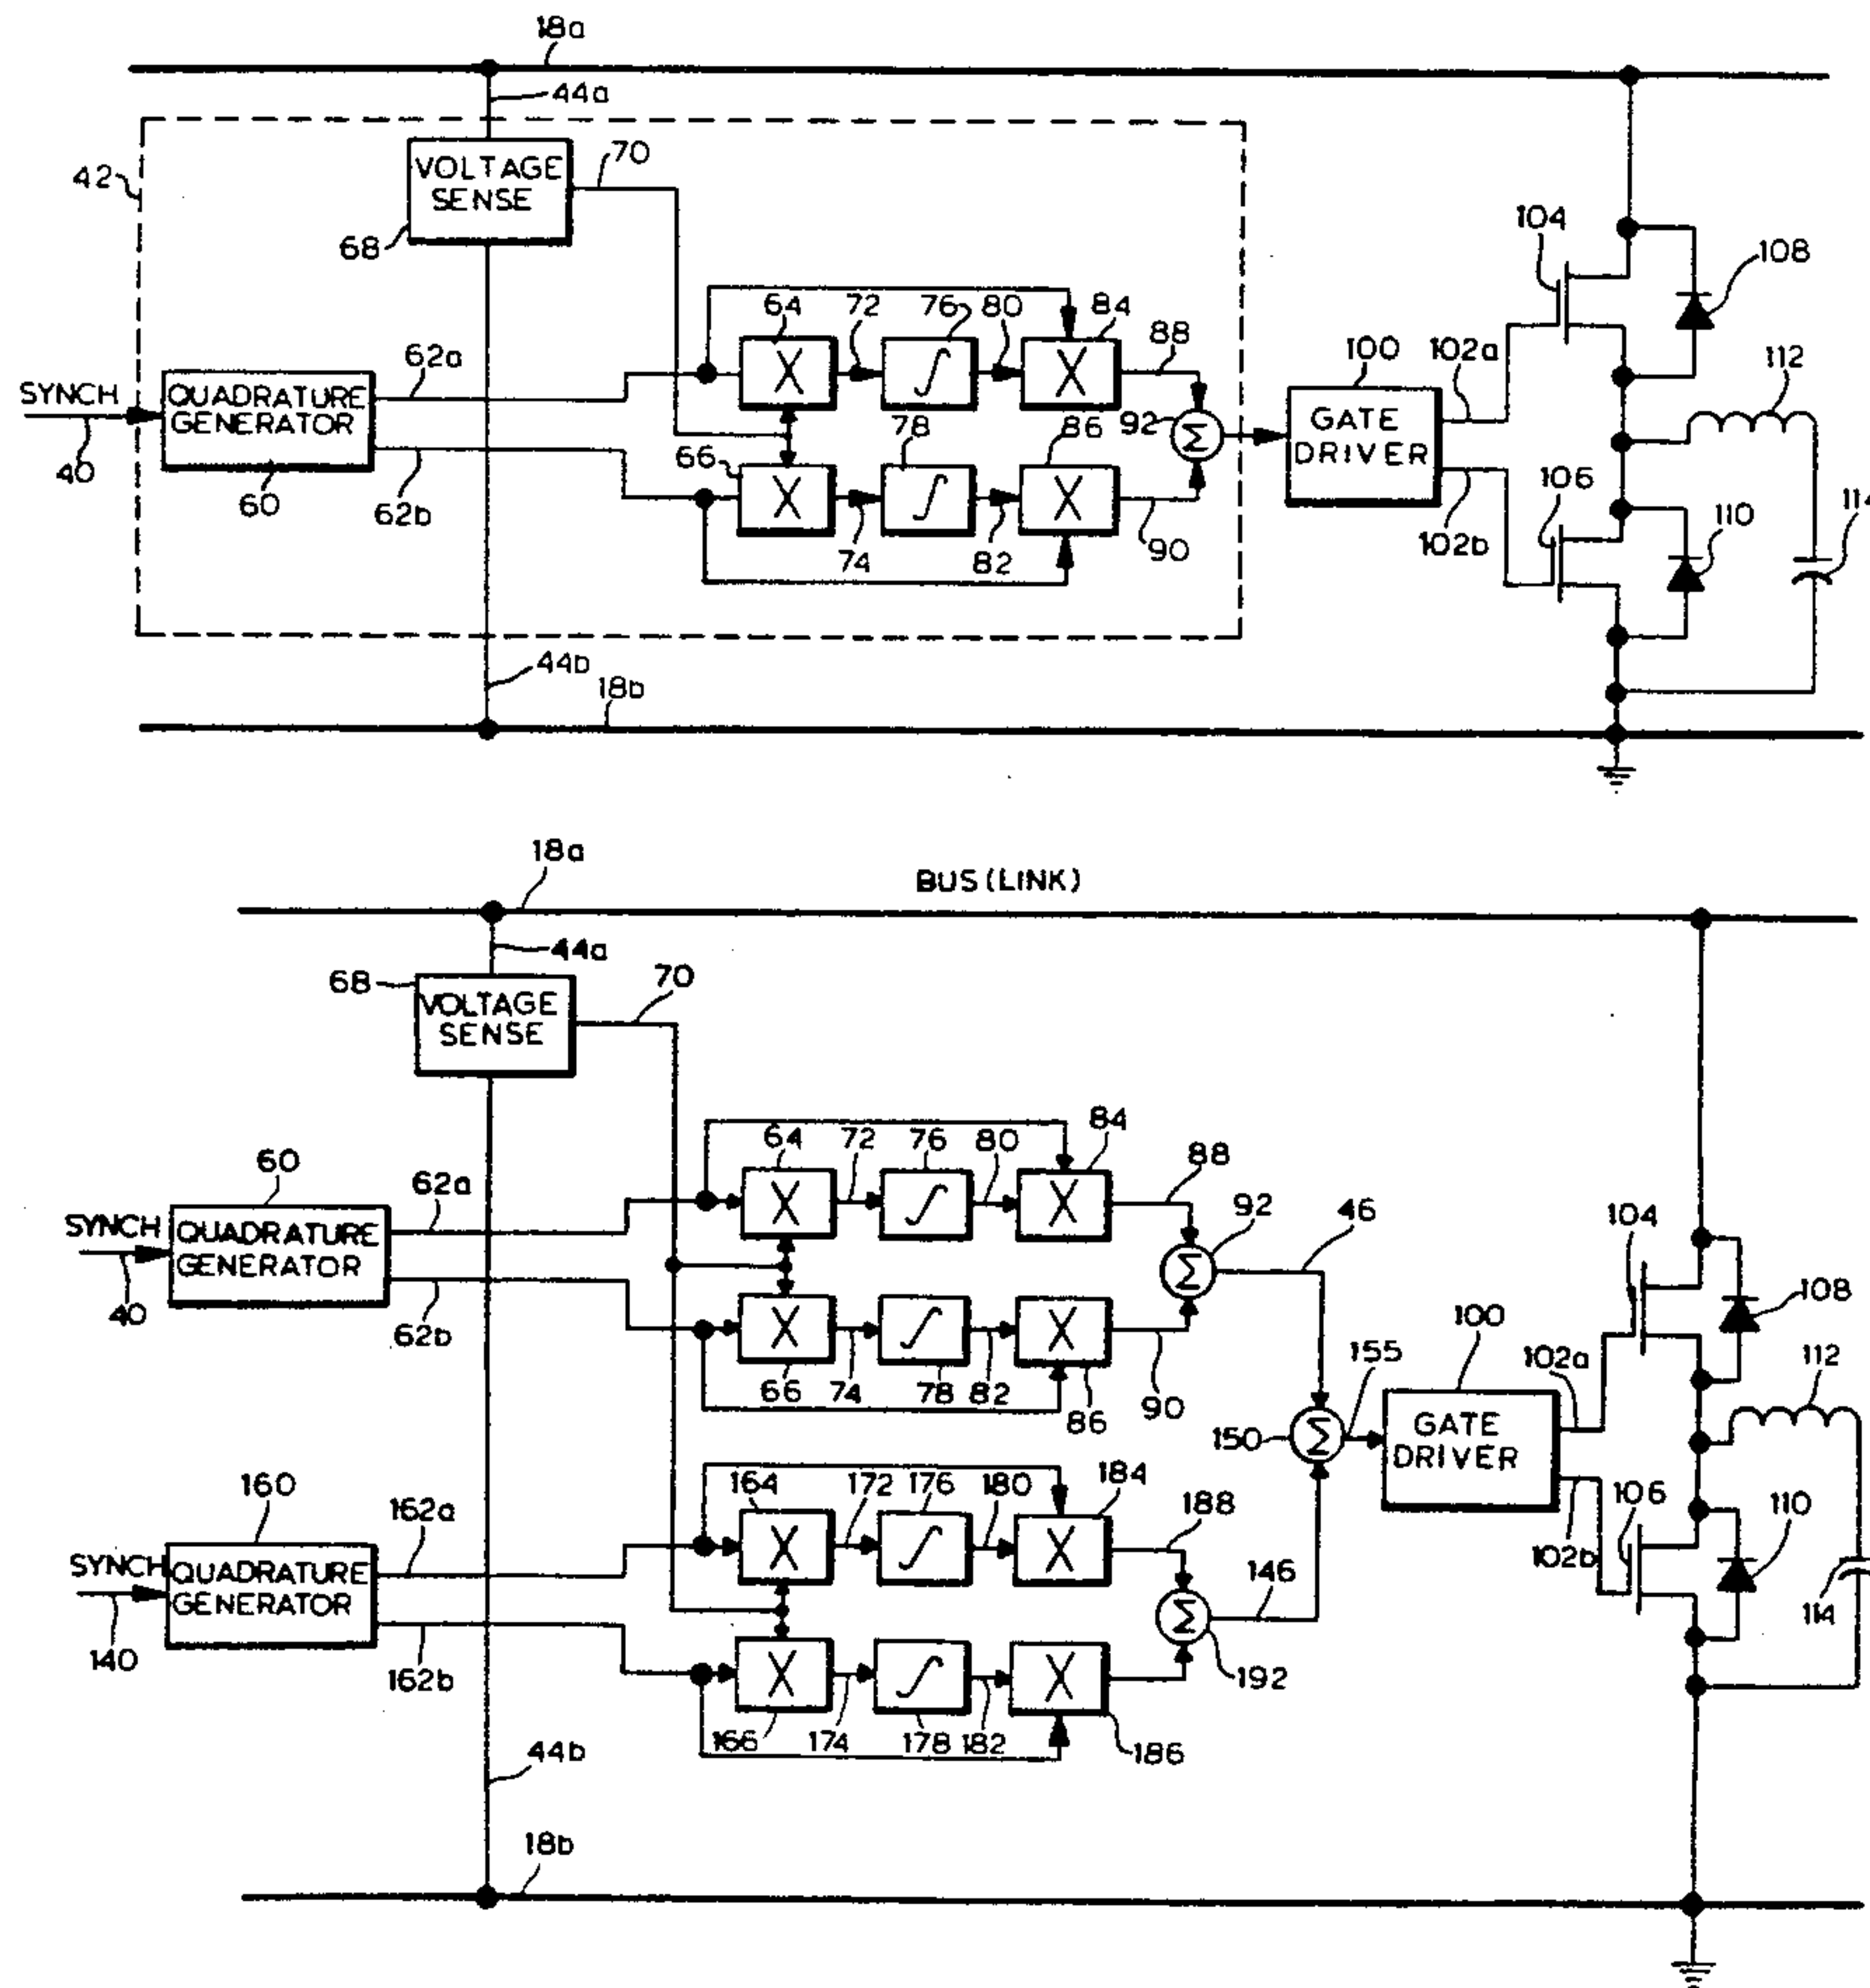 18a
44a
42
VOLTAGE
SENSE
70
68
104
108
64
72
76
80
84
88
62a
SYNCH
QUADRATURE
GENERATOR
40
60
62b
66
74
78
82
86
90
92
Σ
X
∫
X
X
∫
X
100
GATE
DRIVER
102a
102b
112
106
110
114
44b
18b
18a
BUS (LINK)
44a
68
VOLTAGE
SENSE
70
60
62a
SYNCH
QUADRATURE
GENERATOR
40
62b
64
72
76
80
84
88
X
∫
X
92
Σ
46
X
∫
X
66
74
78
82
86
90
104
108
100
102a
112
155
150
Σ
GATE
DRIVER
102b
106
110
114
160
162a
SYNCH
QUADRATURE
GENERATOR
140
162b
164
172
176
180
184
188
X
∫
X
Σ
146
192
X
∫
X
166
174
178
182
186
44b
18b